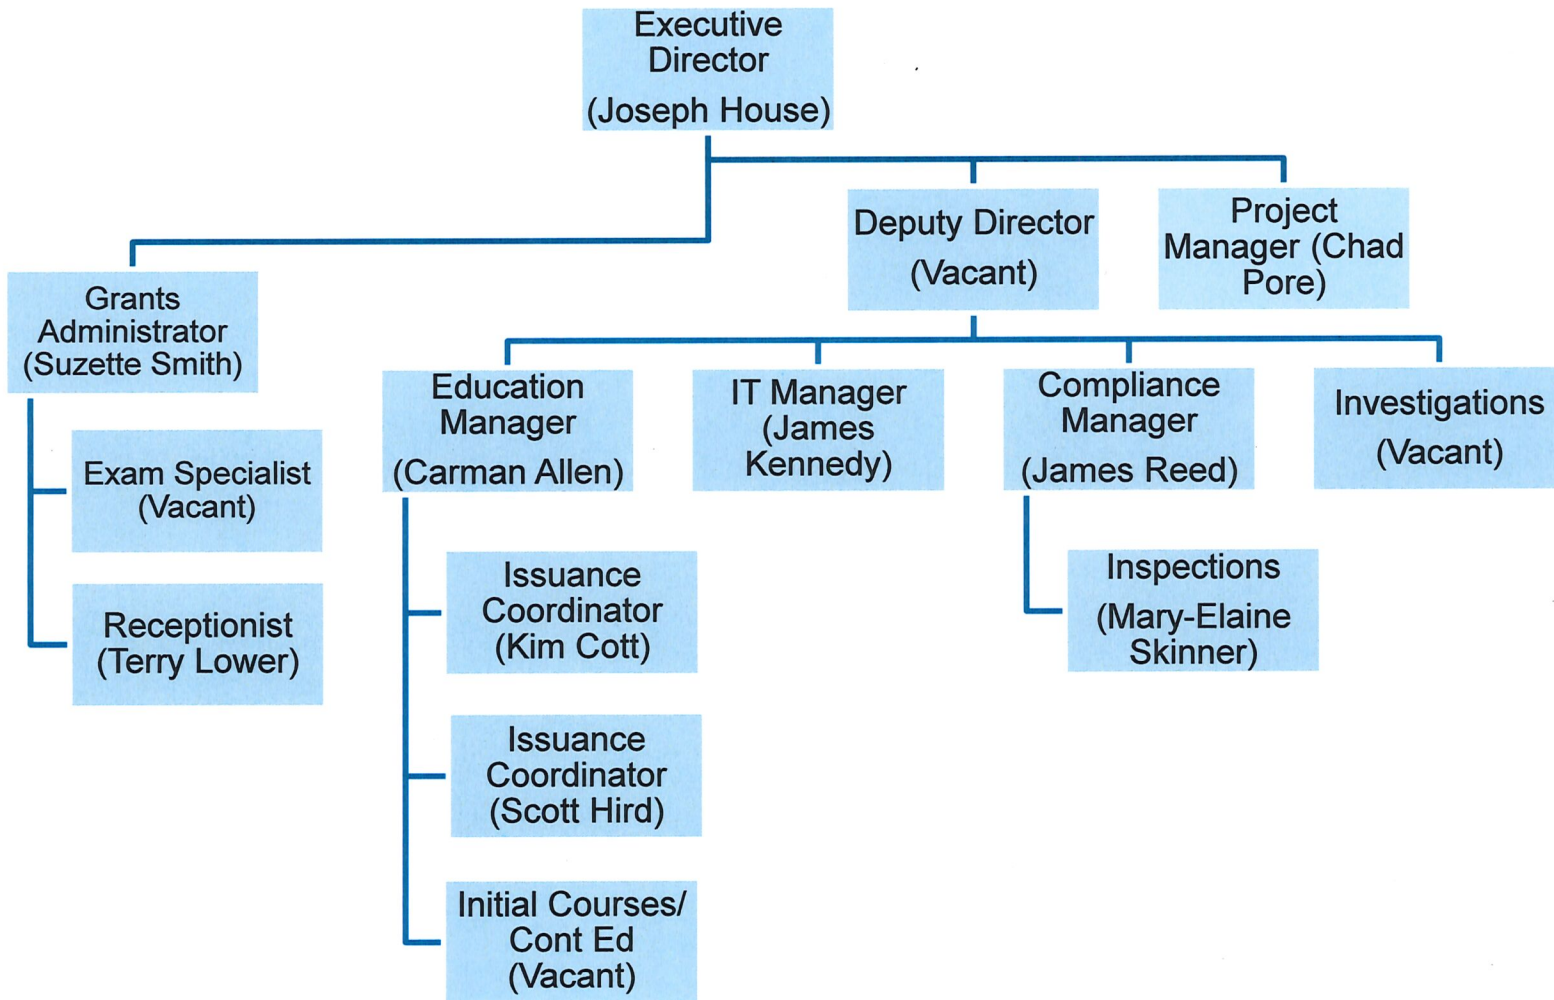 Executive
Director
(Joseph House)
Deputy Director
(Vacant)
Project
Manager (Chad
Pore)
Grants
Administrator
(Suzette Smith)
Exam Specialist
(Vacant)
Receptionist
(Terry Lower)
Education
Manager
(Carman Allen)
Issuance
Coordinator
(Kim Cott)
Issuance
Coordinator
(Scott Hird)
Initial Courses/
Cont Ed
(Vacant)
IT Manager
(James
Kennedy)
Compliance
Manager
(James Reed)
Inspections
(Mary-Elaine
Skinner)
Investigations
(Vacant)